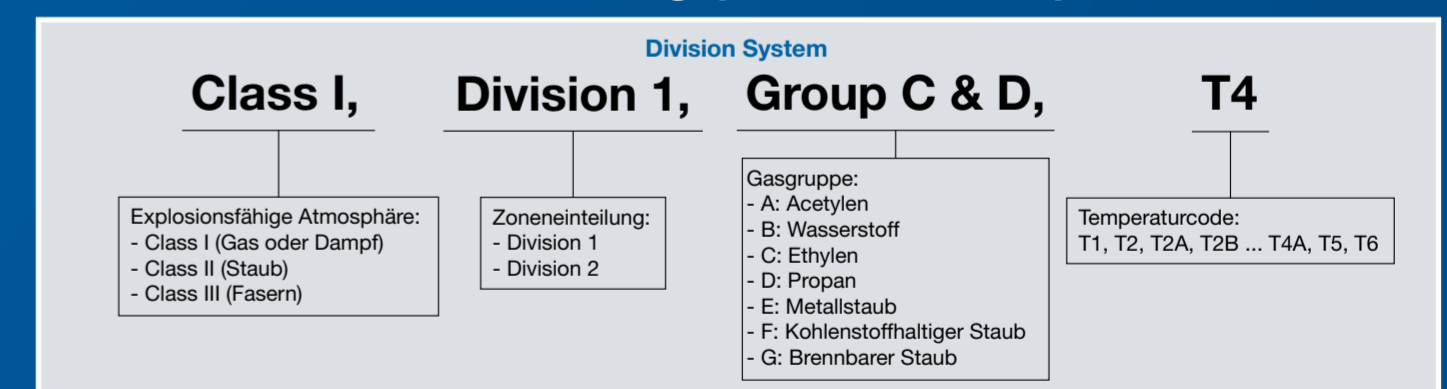 Division System
Class I, Division 1, Group C & D, T4
Explosionsfähige Atmosphäre:
- Class I (Gas oder Dampf)
- Class II (Staub)
- Class III (Fasern)
Zoneneinteilung:
- Division 1
- Division 2
Gasgruppe:
- A: Acetylen
- B: Wasserstoff
- C: Ethylen
- D: Propan
- E: Metallstaub
- F: Kohlenstoffhaltiger Staub
- G: Brennbarer Staub
Temperaturcode:
T1, T2, T2A, T2B ... T4A, T5, T6